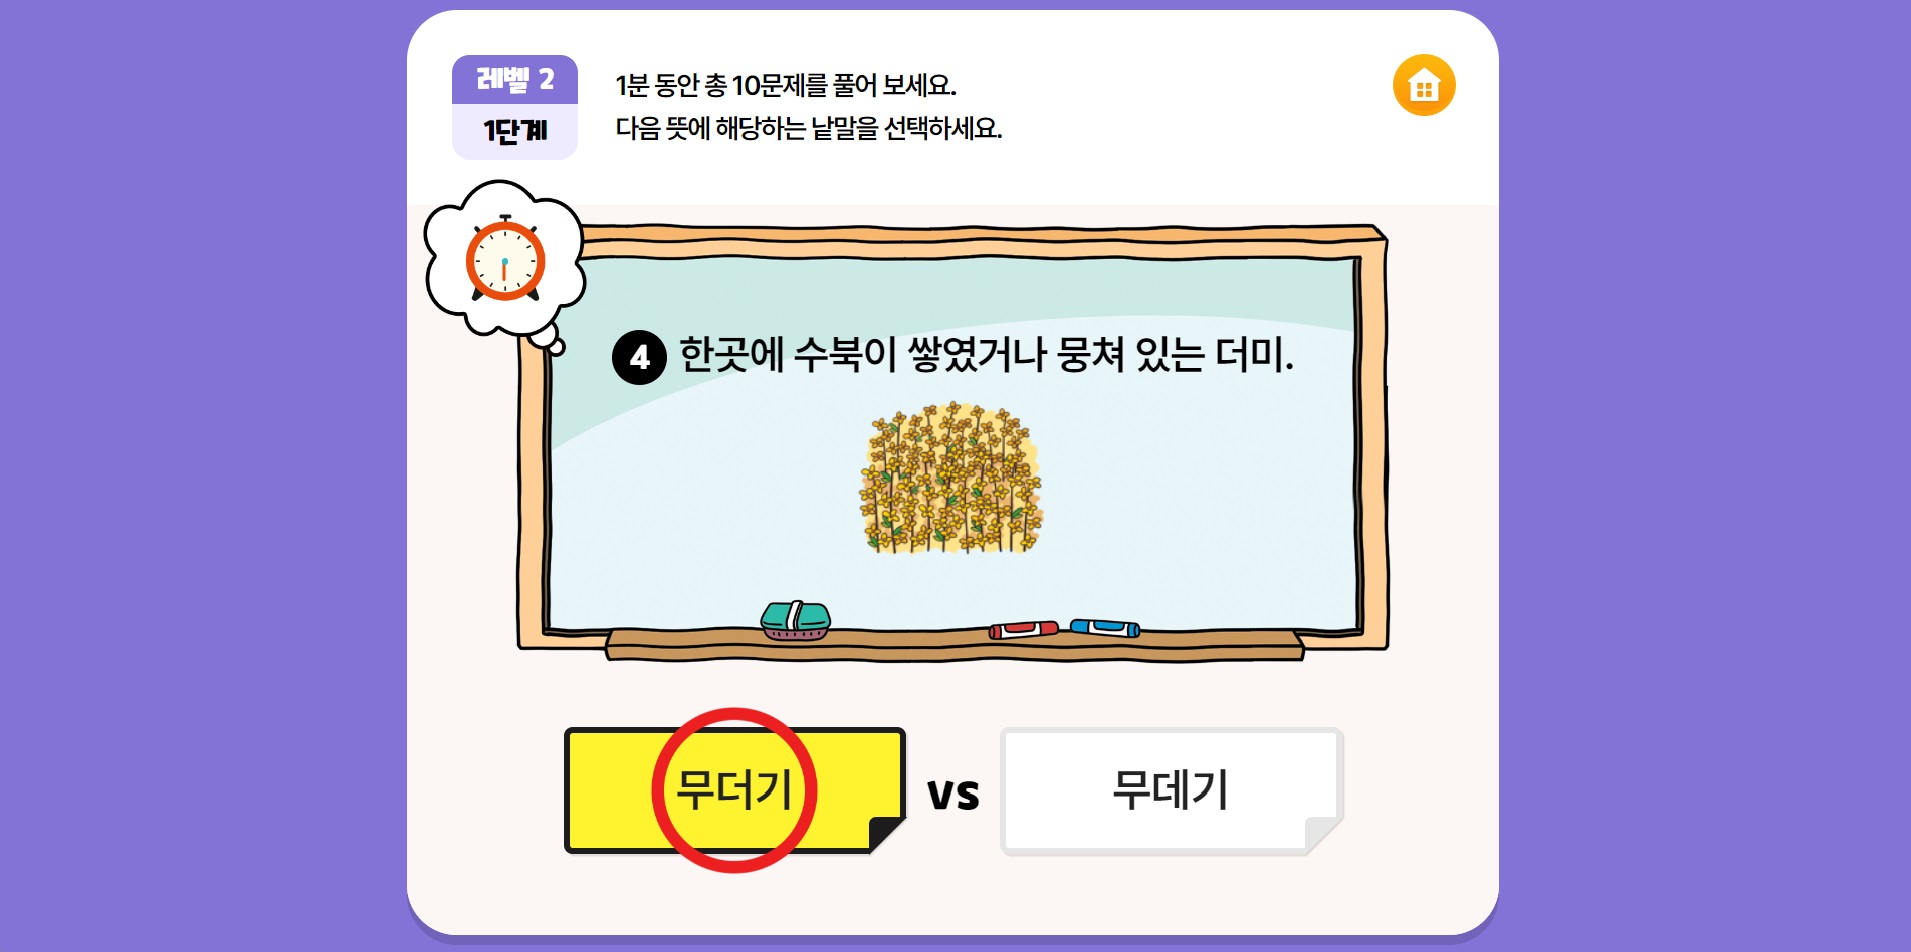 레벨 2
1단계
1분 동안 총 10문제를 풀어 보세요.
다음 뜻에 해당하는 낱말을 선택하세요.
4 한곳에 수북이 쌓였거나 뭉쳐 있는 더미.
무더기 vs 무데기